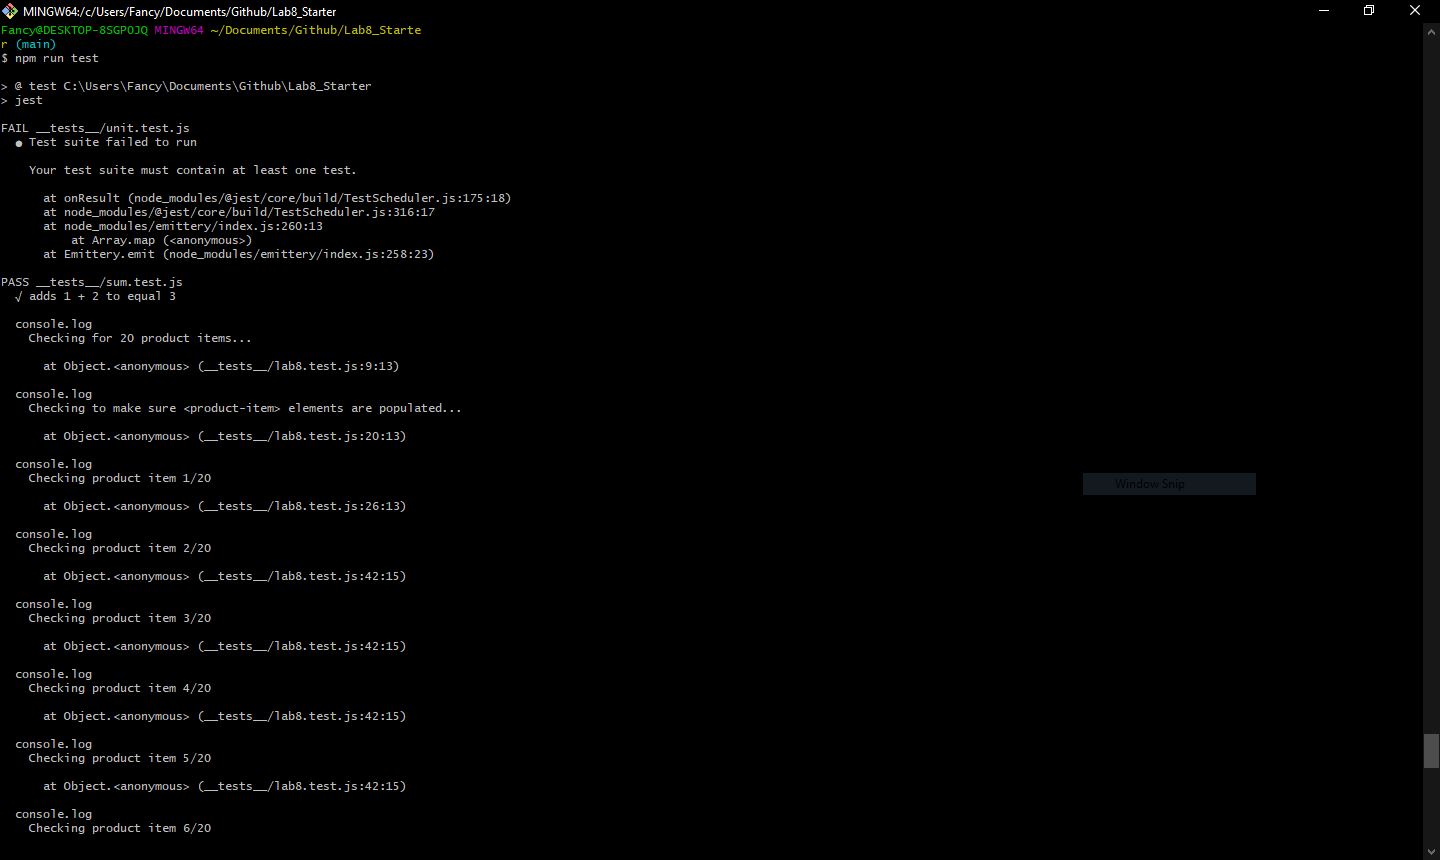 MINGW64:/c/Users/Fancy/Documents/Github/Lab8_Starter
Fancy@DESKTOP-8SGPOJQ MINGW64 ~/Documents/Github/Lab8_Starte
r (main)
$ npm run test
> @ test C:\Users\Fancy\Documents\Github\Lab8_Starter
> jest
FAIL __tests__/unit.test.js
● Test suite failed to run
Your test suite must contain at least one test.
at onResult (node_modules/@jest/core/build/TestScheduler.js:175:18)
at node_modules/@jest/core/build/TestScheduler.js:316:17
at node_modules/emittery/index.js:260:13
at Array.map (<anonymous>)
at Emittery.emit (node_modules/emittery/index.js:258:23)
PASS __tests__/sum.test.js
√ adds 1 + 2 to equal 3
console.log
Checking for 20 product items...
at Object.<anonymous> (__tests__/lab8.test.js:9:13)
console.log
Checking to make sure <product-item> elements are populated...
at Object.<anonymous> (__tests__/lab8.test.js:20:13)
console.log
Checking product item 1/20
at Object.<anonymous> (__tests__/lab8.test.js:26:13)
console.log
Checking product item 2/20
at Object.<anonymous> (__tests__/lab8.test.js:42:15)
console.log
Checking product item 3/20
at Object.<anonymous> (__tests__/lab8.test.js:42:15)
console.log
Checking product item 4/20
at Object.<anonymous> (__tests__/lab8.test.js:42:15)
console.log
Checking product item 5/20
at Object.<anonymous> (__tests__/lab8.test.js:42:15)
console.log
Checking product item 6/20
Window Snip